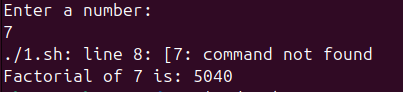 Enter a number:
7
./1.sh: line 8: [7: command not found
Factorial of 7 is: 5040